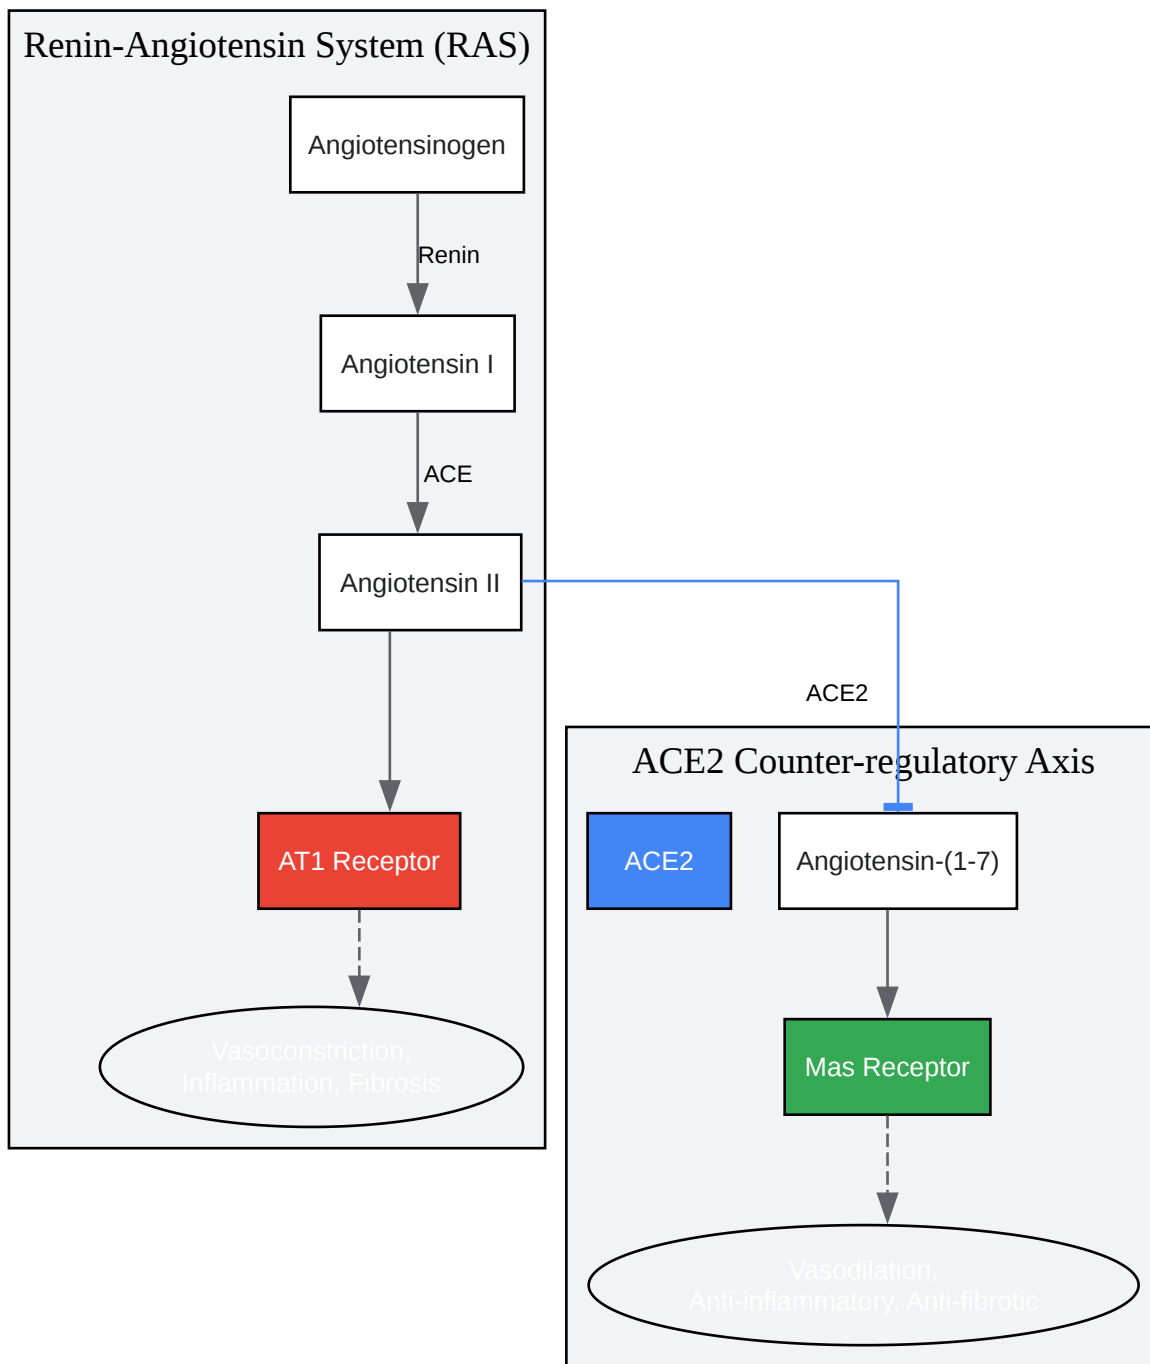 Renin-Angiotensin System (RAS)
Angiotensinogen
Renin
Angiotensin I
ACE
Angiotensin II
ACE2
ACE2 Counter-regulatory Axis
AT1 Receptor
ACE2
Angiotensin-(1-7)
Vasoconstriction,
Inflammation, Fibrosis
Mas Receptor
Vasodilation,
Anti-inflammatory, Anti-fibrotic